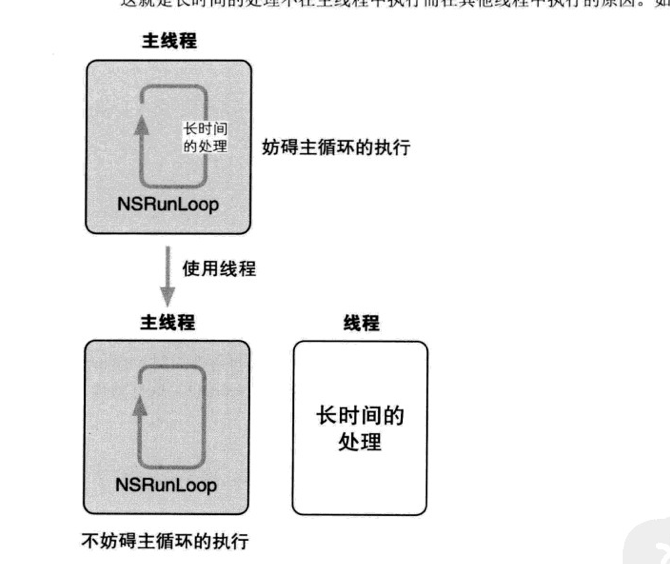 这就是长时间的处理不在主线程中执行而在其他线程中执行的原因。如
主线程
长时间
的处理
妨碍主循环的执行
NSRunLoop
使用线程
主线程
线程
长时间的
处理
NSRunLoop
不妨碍主循环的执行